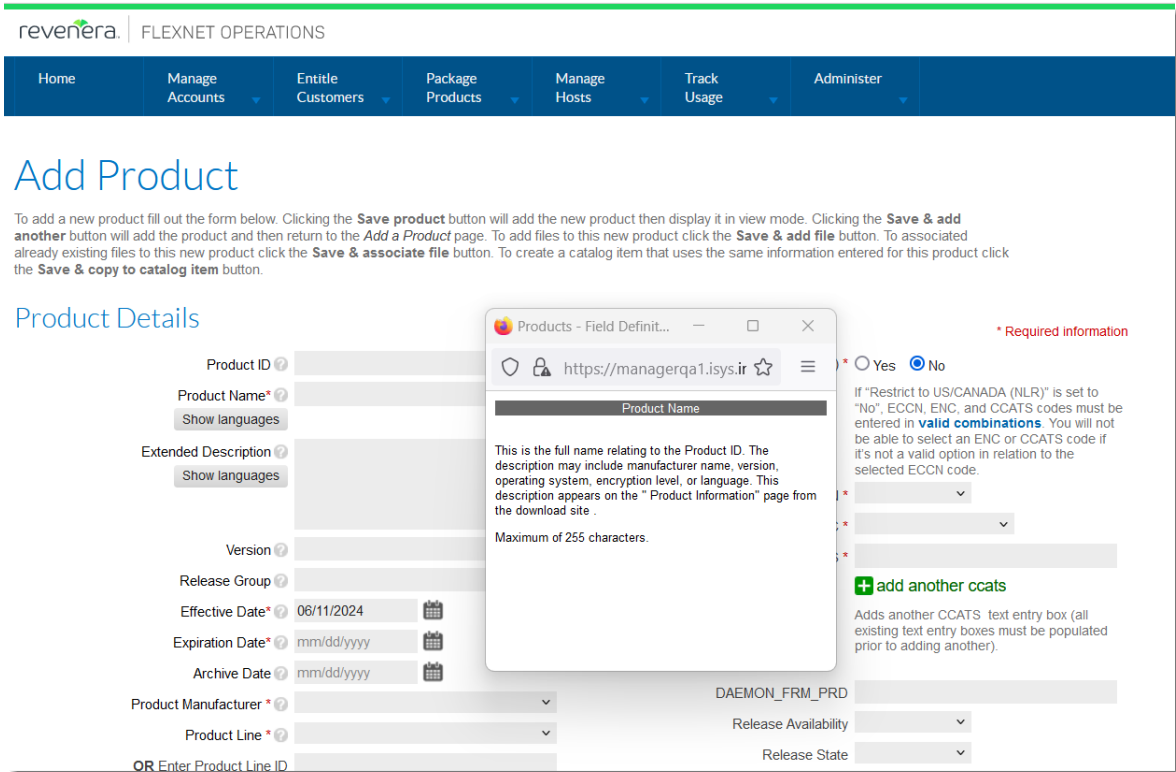 revenera. FLEXNET OPERATIONS
Home
Manage
Accounts
Entitle
Customers
Package
Products
Manage
Hosts
Track
Usage
Administer
Add Product
To add a new product fill out the form below. Clicking the Save product button will add the new product then display it in view mode. Clicking the Save & add
another button will add the product and then return to the Add a Product page. To add files to this new product click the Save & add file button. To associated
already existing files to this new product click the Save & associate file button. To create a catalog item that uses the same information entered for this product click
the Save & copy to catalog item button.
Product Details
* Required information
Product ID ?
Product Name* ?
Show languages
Extended Description ?
Show languages
Version ?
Release Group ?
Effective Date* ? 06/11/2024
Expiration Date* ? mm/dd/yyyy
Archive Date ? mm/dd/yyyy
Product Manufacturer * ?
Product Line * ?
OR Enter Product Line ID
Products - Field Definit...
https://managerqa1.isys.ir
Product Name
This is the full name relating to the Product ID. The
description may include manufacturer name, version,
operating system, encryption level, or language. This
description appears on the " Product Information" page from
the download site .
Maximum of 255 characters.
) * Yes No
If "Restrict to US/CANADA (NLR)" is set to
"No", ECCN, ENC, and CCATS codes must be
entered in valid combinations. You will not
be able to select an ENC or CCATS code if
it's not a valid option in relation to the
selected ECCN code.
*
*
*
add another ccats
Adds another CCATS text entry box (all
existing text entry boxes must be populated
prior to adding another).
DAEMON_FRM_PRD
Release Availability
Release State